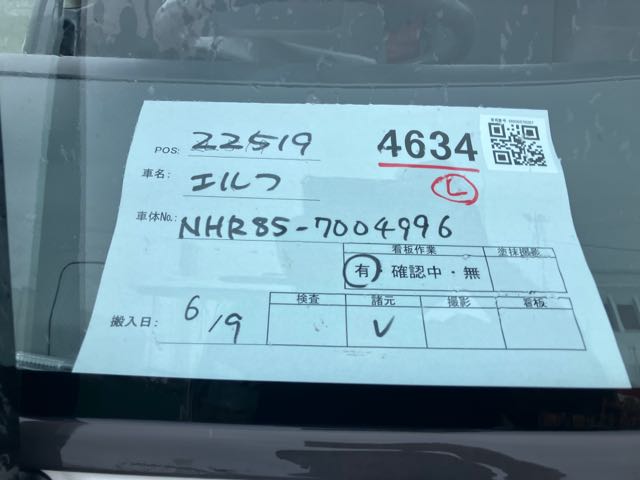 POS: 22519
4634
車名: エルフ
L
車体No.: NHR85-7004996
看板作業 塗抹撮影
有・確認中・無
搬入日: 6/9
検査 諸元 撮影 看板
✓